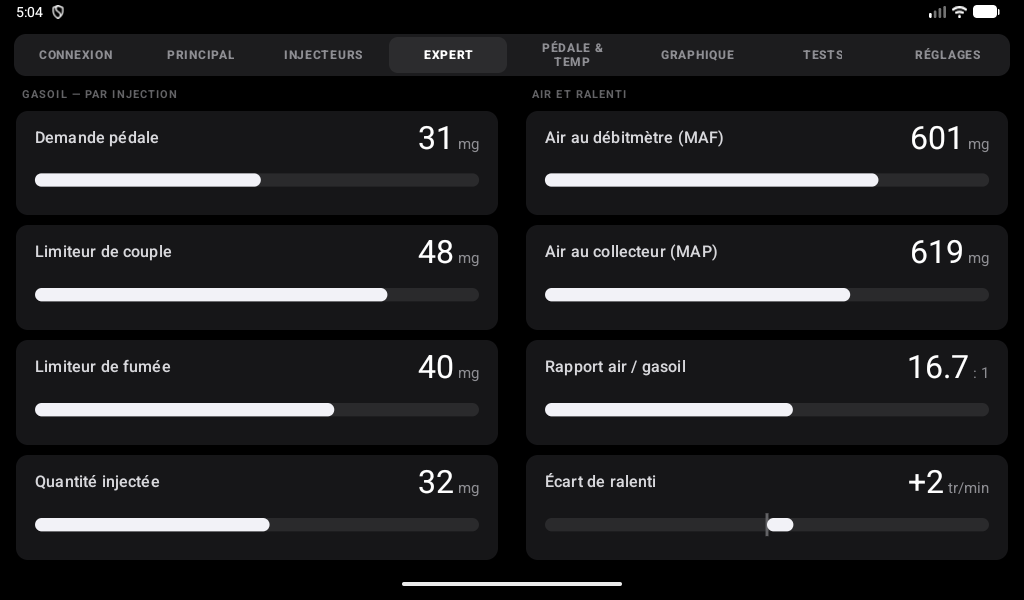 5:04
CONNEXION
PRINCIPAL
INJECTEURS
EXPERT
PÉDALE &
TEMP
GRAPHIQUE
TESTS
RÉGLAGES
GASOIL — PAR INJECTION
Demande pédale
31 mg
Limiteur de couple
48 mg
Limiteur de fumée
40 mg
Quantité injectée
32 mg
AIR ET RALENTI
Air au débitmètre (MAF)
601 mg
Air au collecteur (MAP)
619 mg
Rapport air / gasoil
16.7 : 1
Écart de ralenti
+2 tr/min